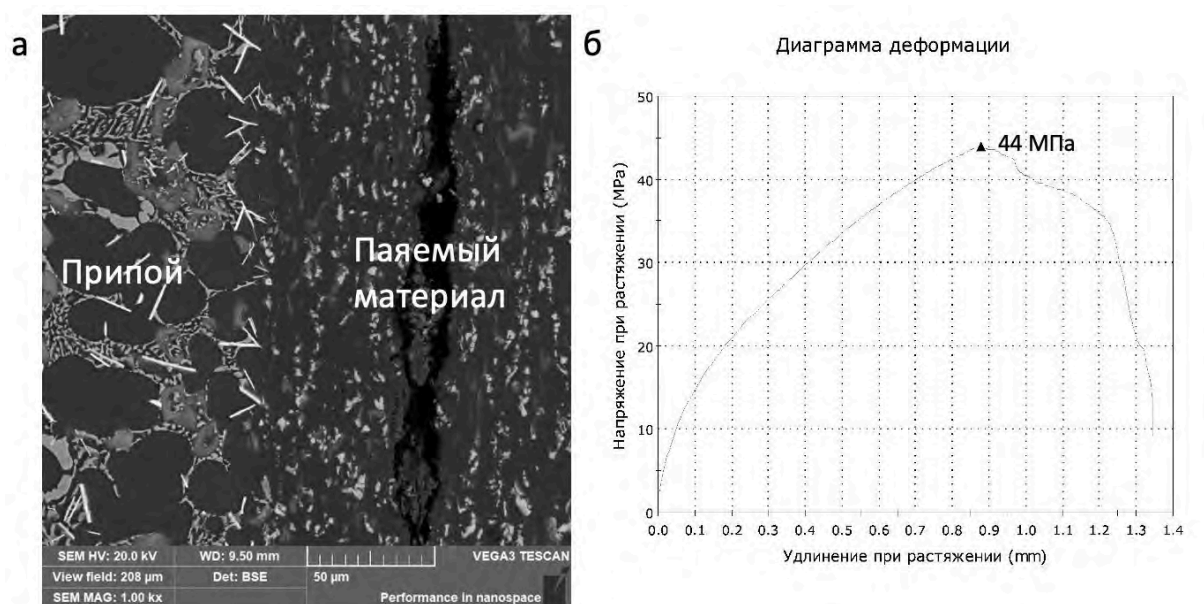 а
Припой
Паяемый
материал
SEM HV: 20.0 kV
WD: 9.50 mm
VEGA3 TESCAN
View field: 208 µm
Det: BSE
50 µm
SEM MAG: 1.00 kx
Performance in nanospace
б
Диаграмма деформации
Напряжение при растяжении (MPa)
50
40
30
20
10
0
44 МПа
0.0 0.1 0.2 0.3 0.4 0.5 0.6 0.7 0.8 0.9 1.0 1.1 1.2 1.3 1.4
Удлинение при растяжении (mm)